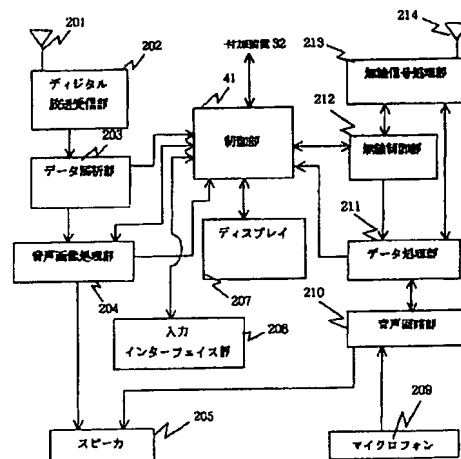 201
202
ディジタル
放送受信部
203
データ解析部
音声画像処理部
204
付加装置 32
41
制御部
ディスプレイ
207
入力
インターフェイス部
206
スピーカ
205
214
213
無線信号処理部
212
無線制御部
211
データ処理部
210
音声回路部
209
マイクロフォン